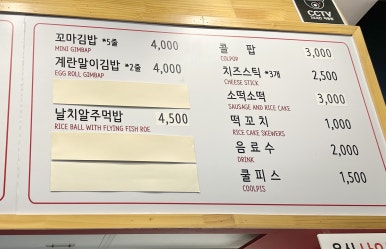 CCTV
꼬마김밥 *5줄 4,000
MINI GIMBAP
계란말이김밥 *2줄 4,000
EGG ROLL GIMBAP
날치알주먹밥 4,500
RICE BALL WITH FLYING FISH ROE
콜 팝 3,000
COLPOP
치즈스틱 *3개 2,500
CHEESE STICK
소떡소떡 3,000
SAUSAGE AND RICE CAKE
떡 꼬 치 1,000
RICE CAKE SKEWERS
음 료 수 2,000
DRINK
쿨 피 스 1,500
COOLPIS